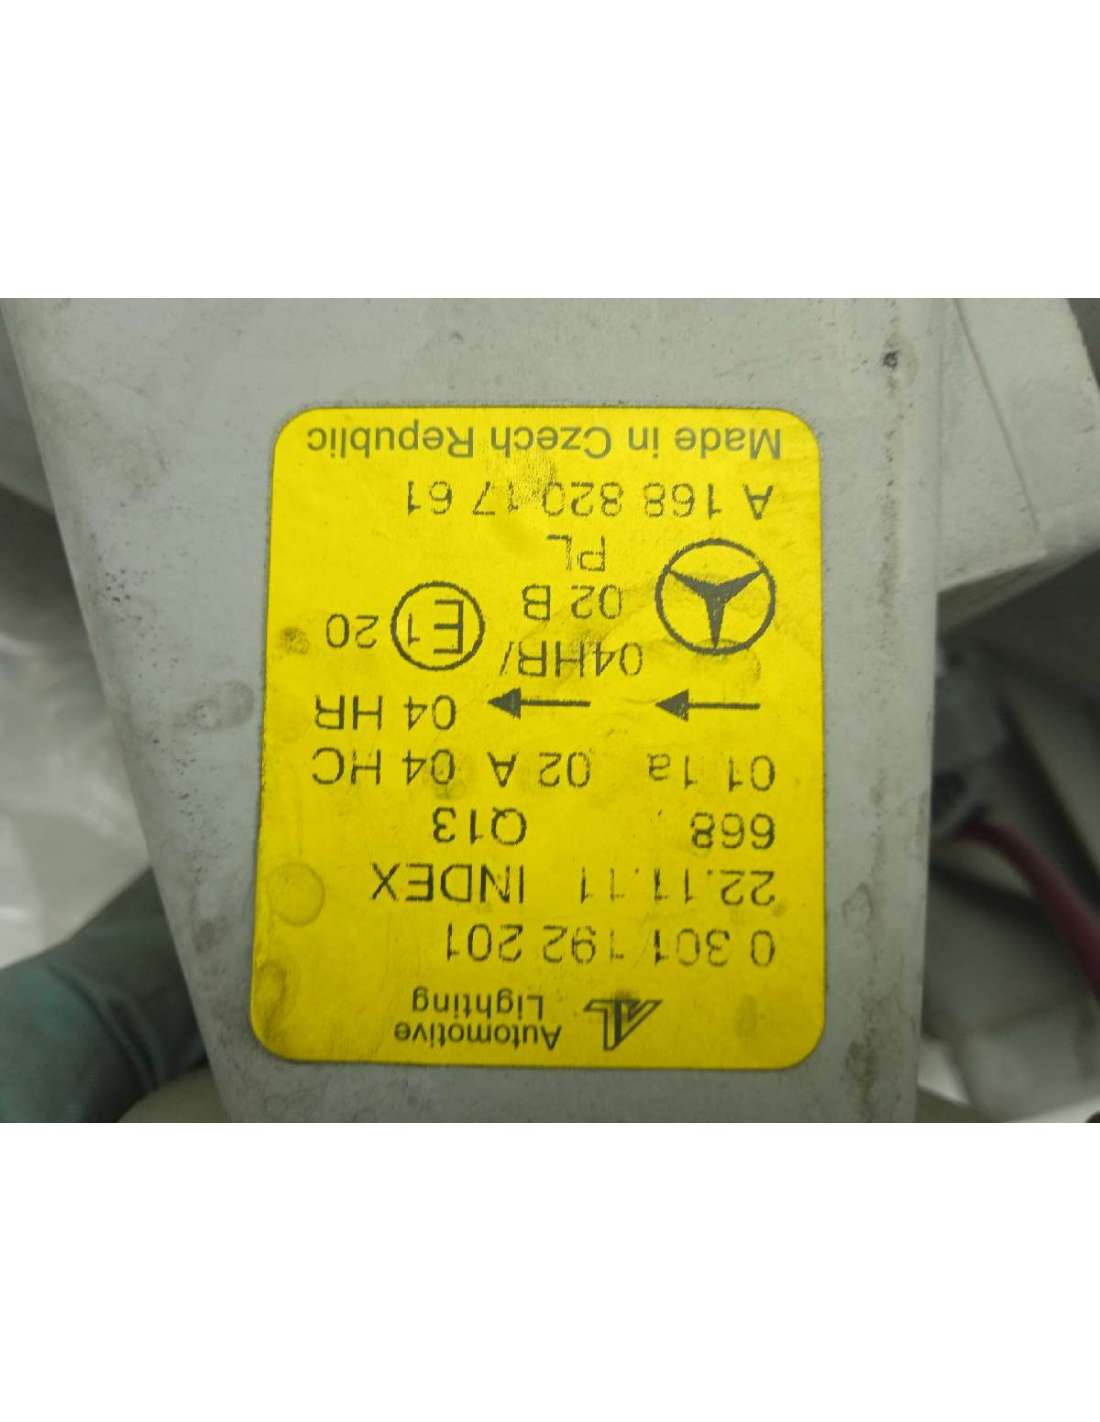 Automotive
Lighting
0 301 192 201
22.11.11 INDEX
668 Q13
01 1a 02 A 04 HC
→ → 04 HR
04HR/
02 B E1 20
PL
A 168 820 17 61
Made in Czech Republic